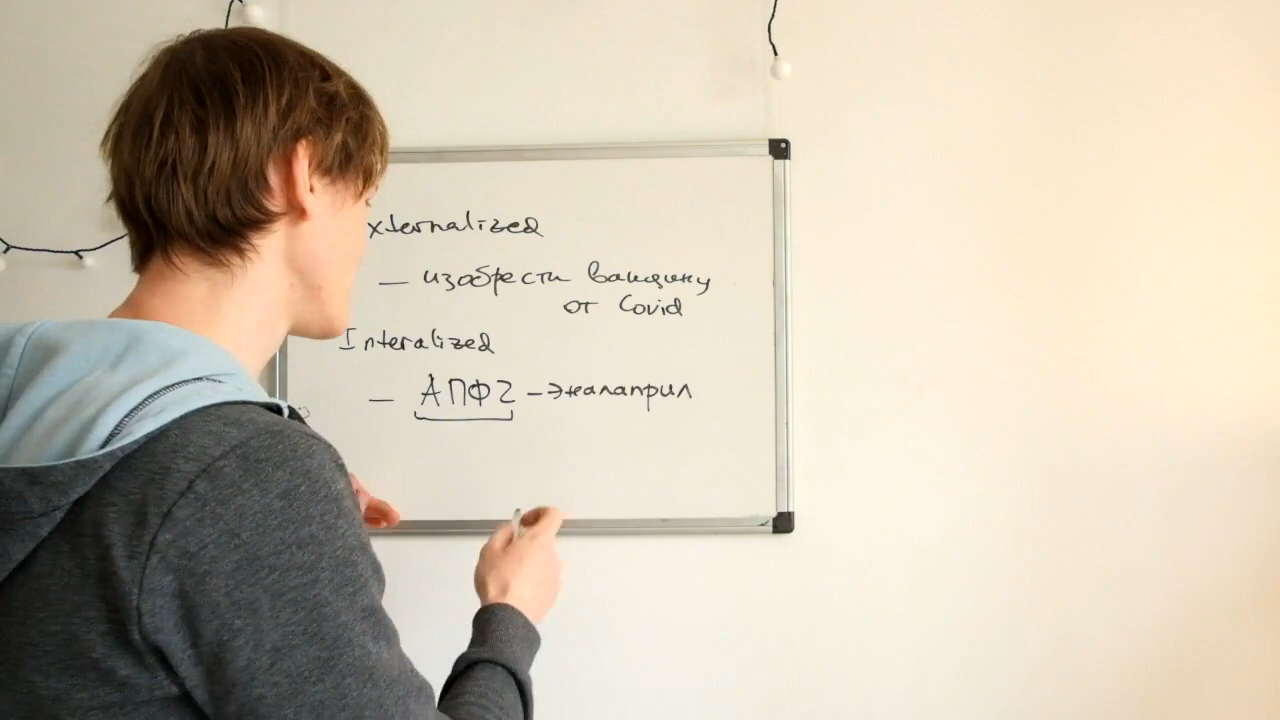 xternalized
— изобрести вакцину
от Covid
Interalized
— АПФ2 – эналаприл